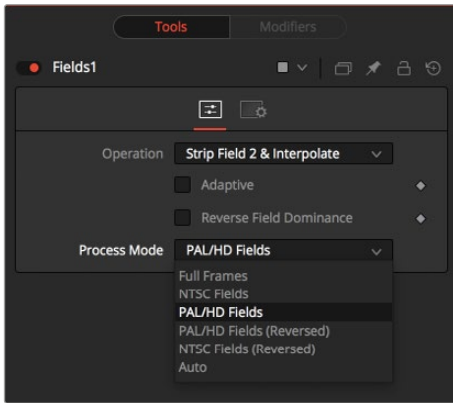 Tools Modifiers
Fields1
Operation Strip Field 2 & Interpolate
Adaptive
Reverse Field Dominance
Process Mode PAL/HD Fields
Full Frames
NTSC Fields
PAL/HD Fields
PAL/HD Fields (Reversed)
NTSC Fields (Reversed)
Auto